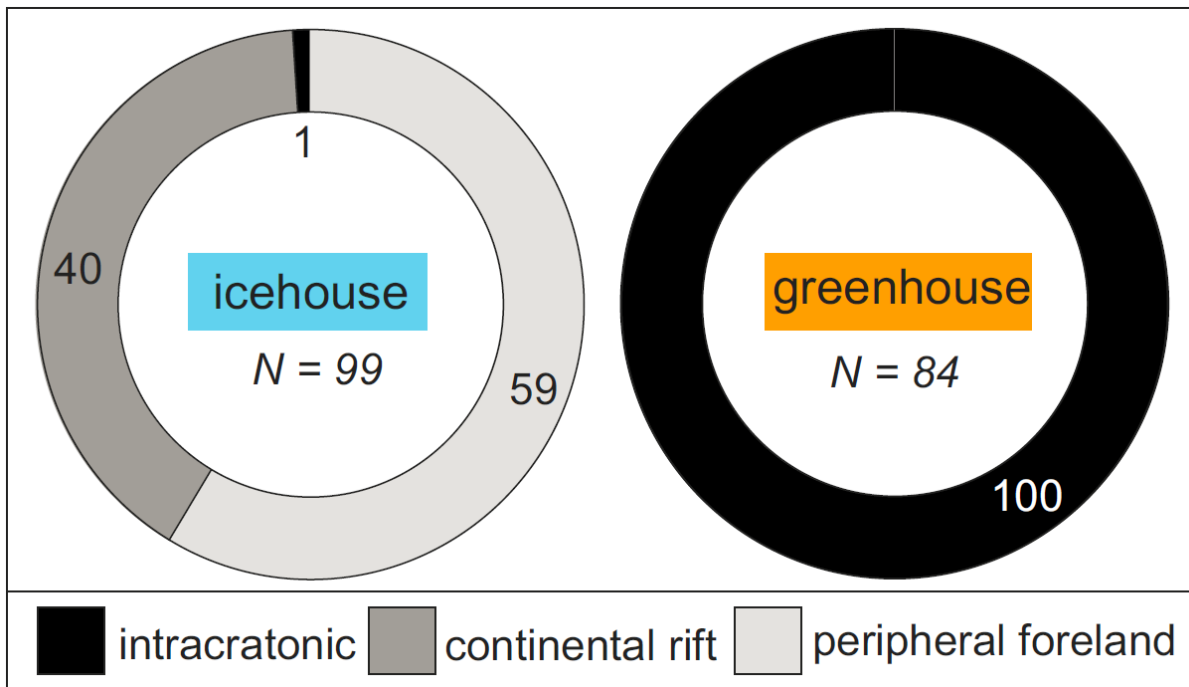 1
40
icehouse
N = 99
59
greenhouse
N = 84
100
intracratonic
continental rift
peripheral foreland